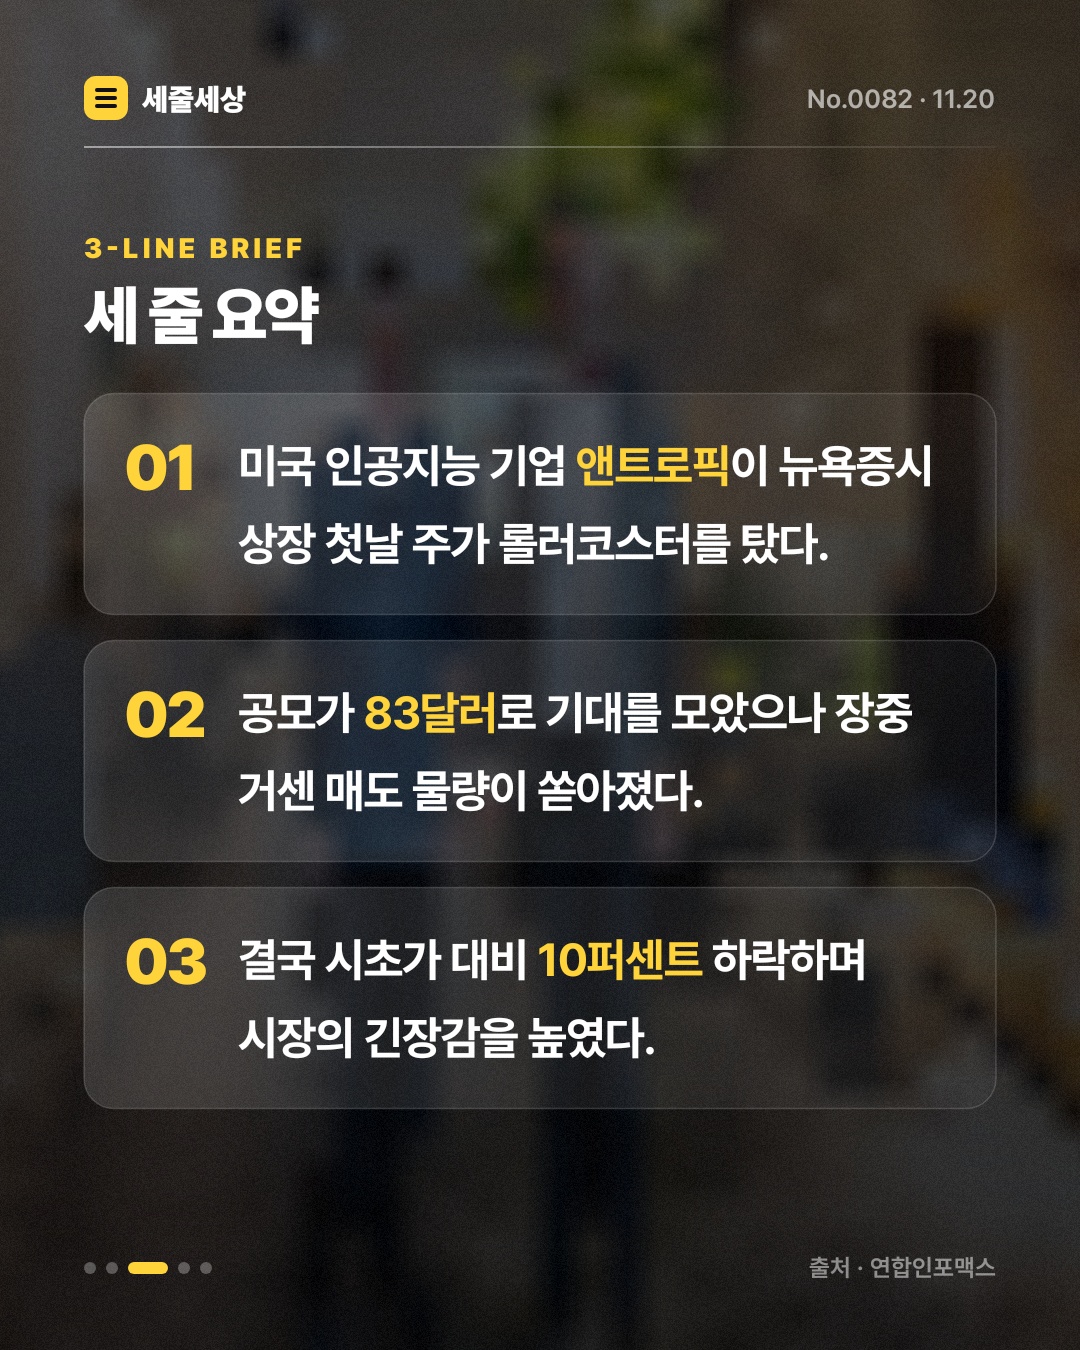 세줄세상
No.0082 · 11.20
3-LINE BRIEF
세 줄 요약
01
미국 인공지능 기업 앤트로픽이 뉴욕증시
상장 첫날 주가 롤러코스터를 탔다.
02
공모가 83달러로 기대를 모았으나 장중
거센 매도 물량이 쏟아졌다.
03
결국 시초가 대비 10퍼센트 하락하며
시장의 긴장감을 높였다.
출처 · 연합인포맥스